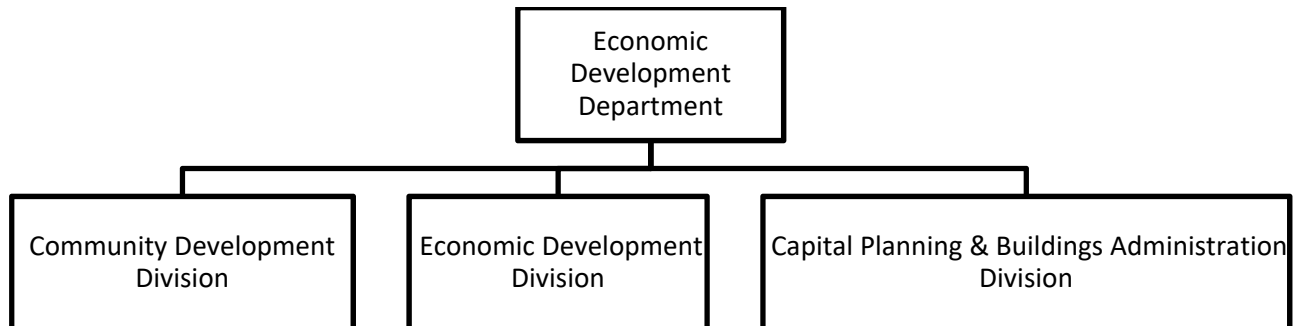 Economic
Development
Department
Community Development
Division
Economic Development
Division
Capital Planning & Buildings Administration
Division